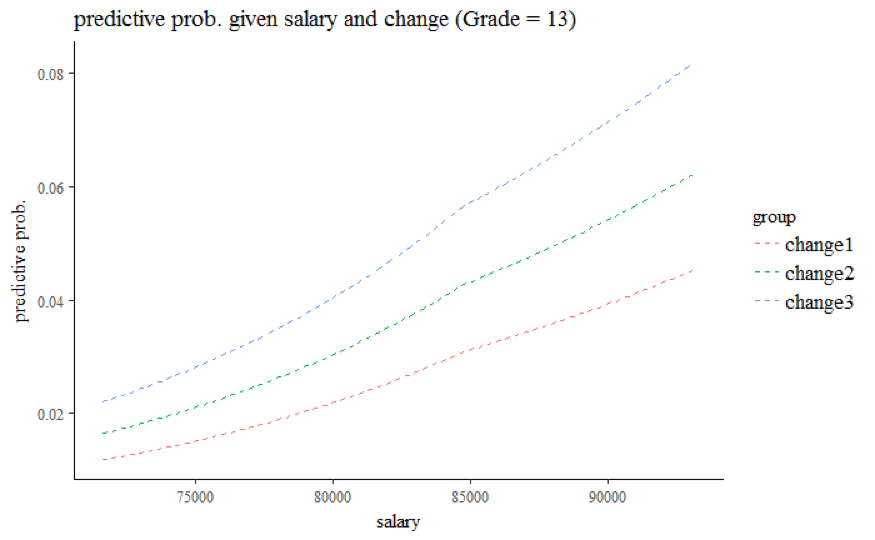 predictive prob. given salary and change (Grade = 13)
predictive prob.
0.08
0.06
0.04
0.02
75000 80000 85000 90000
salary
group
change1
change2
change3